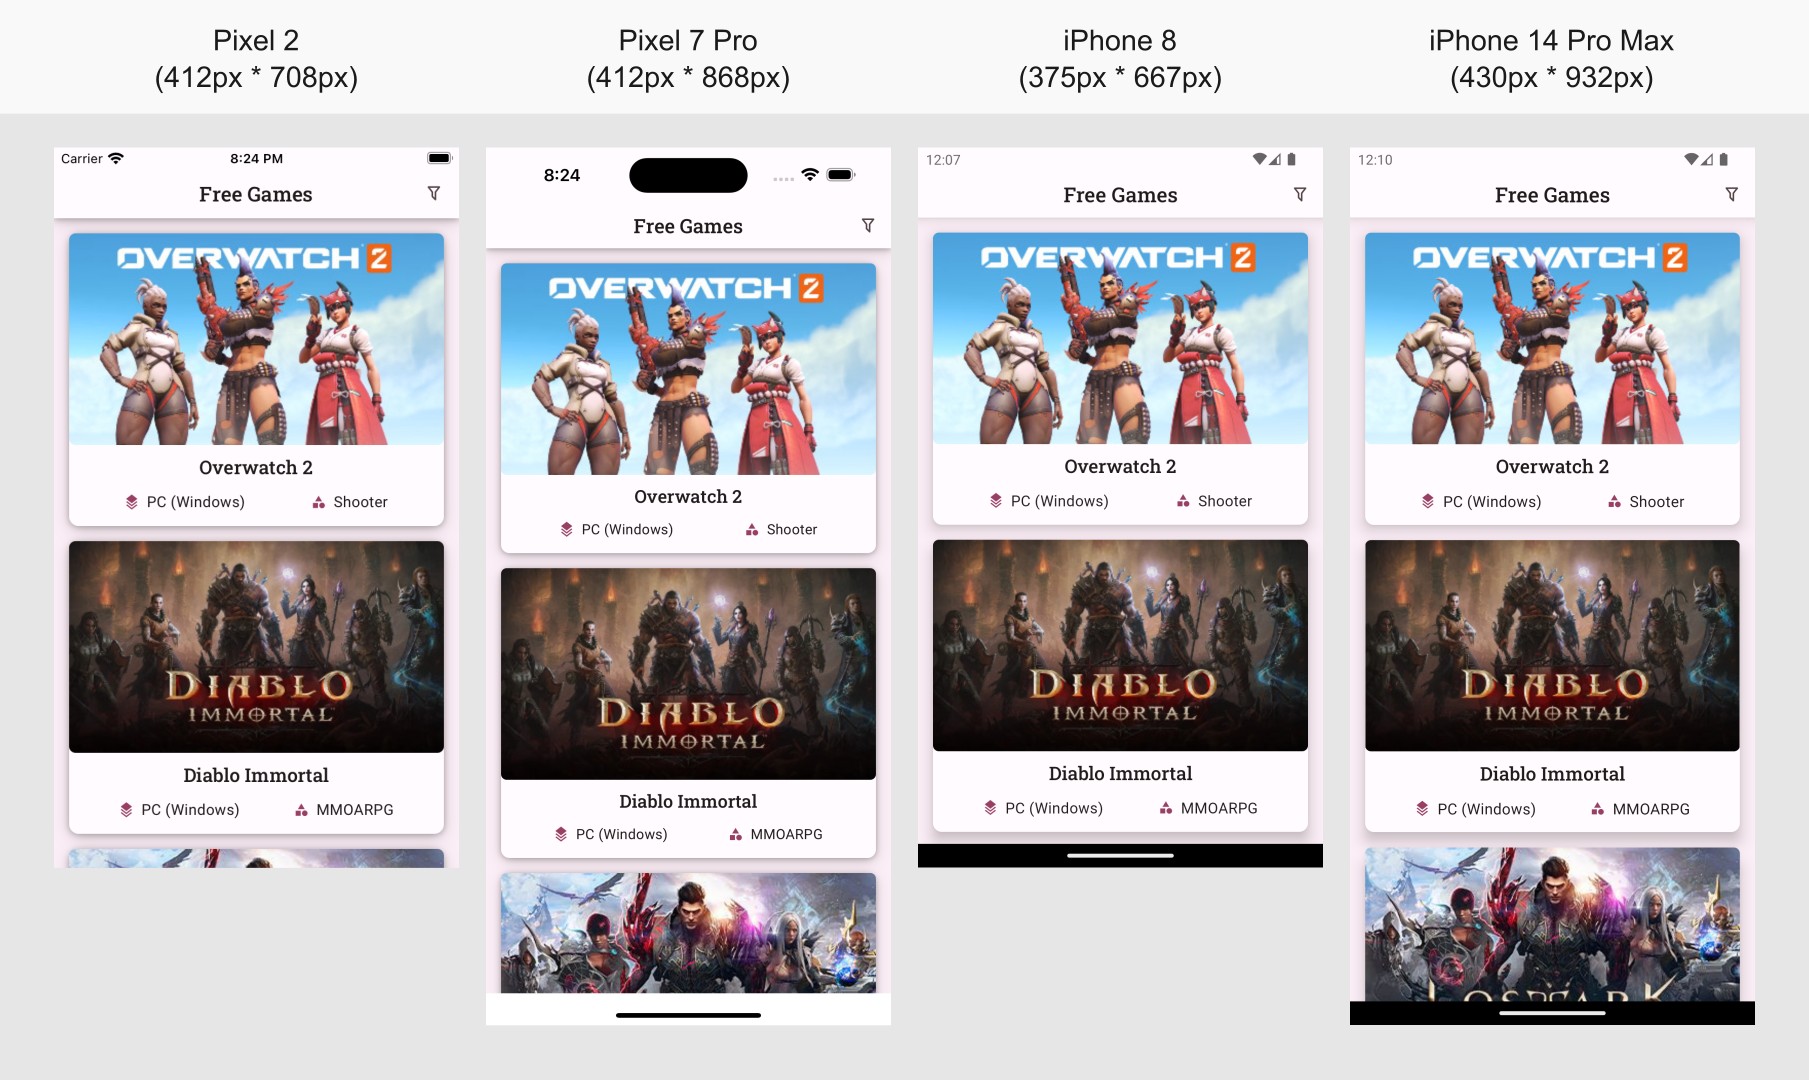 Pixel 2
(412px * 708px)
Pixel 7 Pro
(412px * 868px)
iPhone 8
(375px * 667px)
iPhone 14 Pro Max
(430px * 932px)
Carrier
8:24 PM
Free Games
OVERWATCH 2
Overwatch 2
PC (Windows)
Shooter
DIABLO
IMMORTAL
Diablo Immortal
PC (Windows)
MMOARPG
8:24
Free Games
OVERWATCH 2
Overwatch 2
PC (Windows)
Shooter
DIABLO
IMMORTAL
Diablo Immortal
PC (Windows)
MMOARPG
12:07
Free Games
OVERWATCH 2
Overwatch 2
PC (Windows)
Shooter
DIABLO
IMMORTAL
Diablo Immortal
PC (Windows)
MMOARPG
12:10
Free Games
OVERWATCH 2
Overwatch 2
PC (Windows)
Shooter
DIABLO
IMMORTAL
Diablo Immortal
PC (Windows)
MMOARPG
LOST ARK